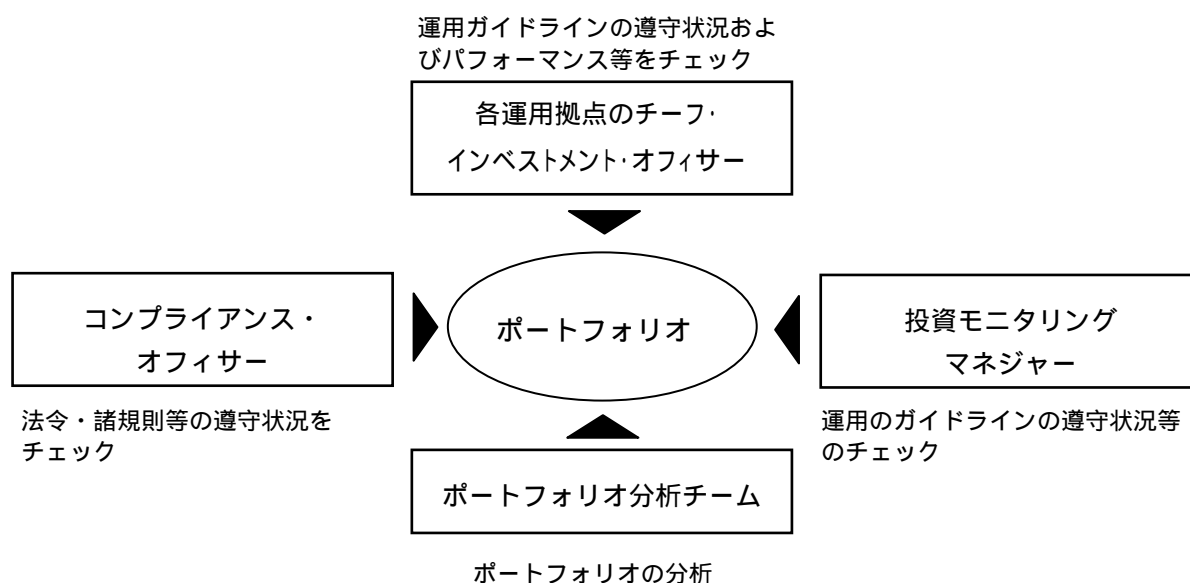 運用ガイドラインの遵守状況およ
びパフォーマンス等をチェック
各運用拠点のチーフ・
インベストメント・オフィサー
コンプライアンス・
オフィサー
法令・諸規則等の遵守状況を
チェック
ポートフォリオ
投資モニタリング
マネジャー
運用のガイドラインの遵守状況等
のチェック
ポートフォリオ分析チーム
ポートフォリオの分析